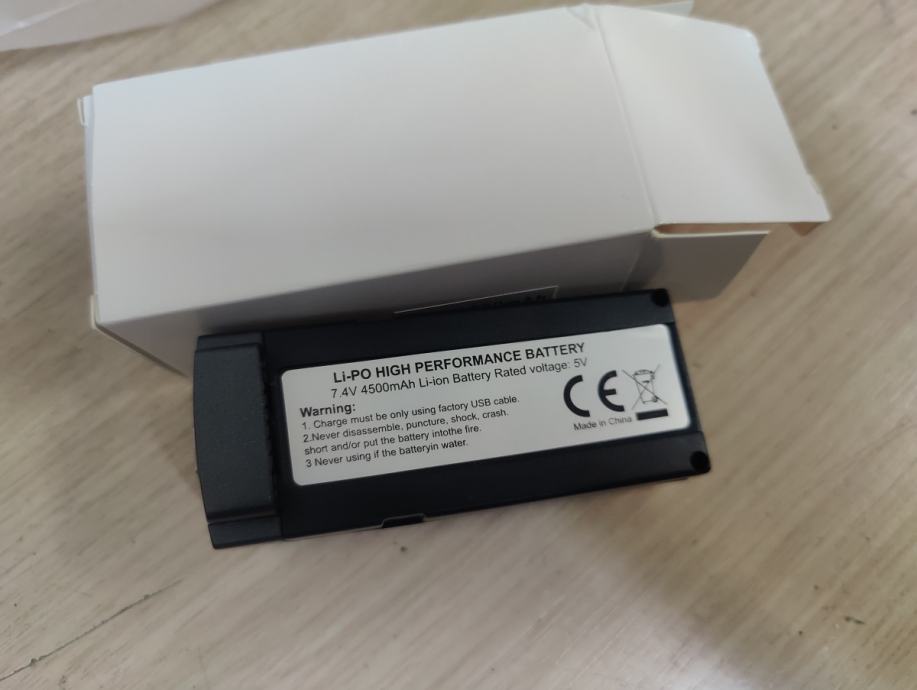 Li-PO HIGH PERFORMANCE BATTERY
7.4V 4500mAh Li-ion Battery Rated voltage: 5V
Warning:
1. Charge must be only using factory USB cable.
2.Never disassemble, puncture, shock, crash.
short and/or put the battery intothe fire.
3 Never using if the batteryin water.
CE
Made in China